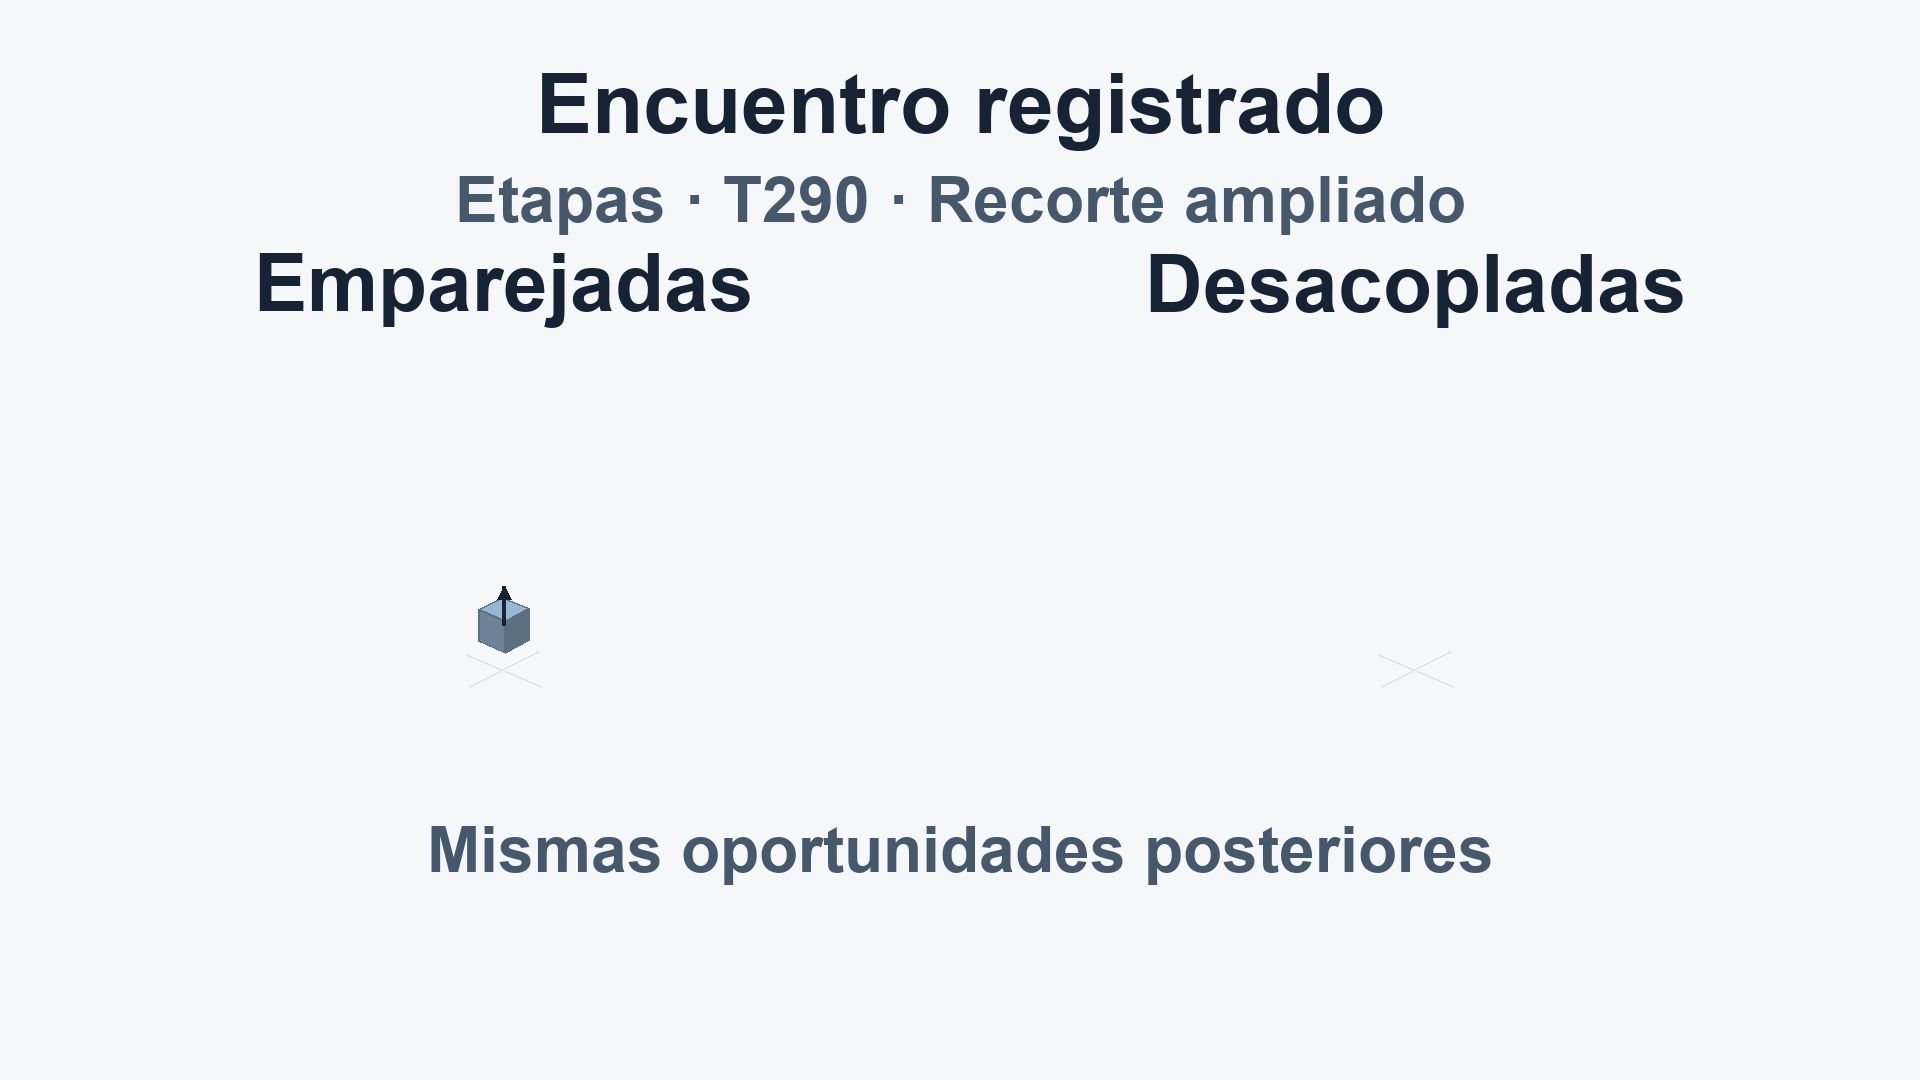 Encuentro registrado
Etapas · T290 · Recorte ampliado
Emparejadas
Desacopladas
Mismas oportunidades posteriores